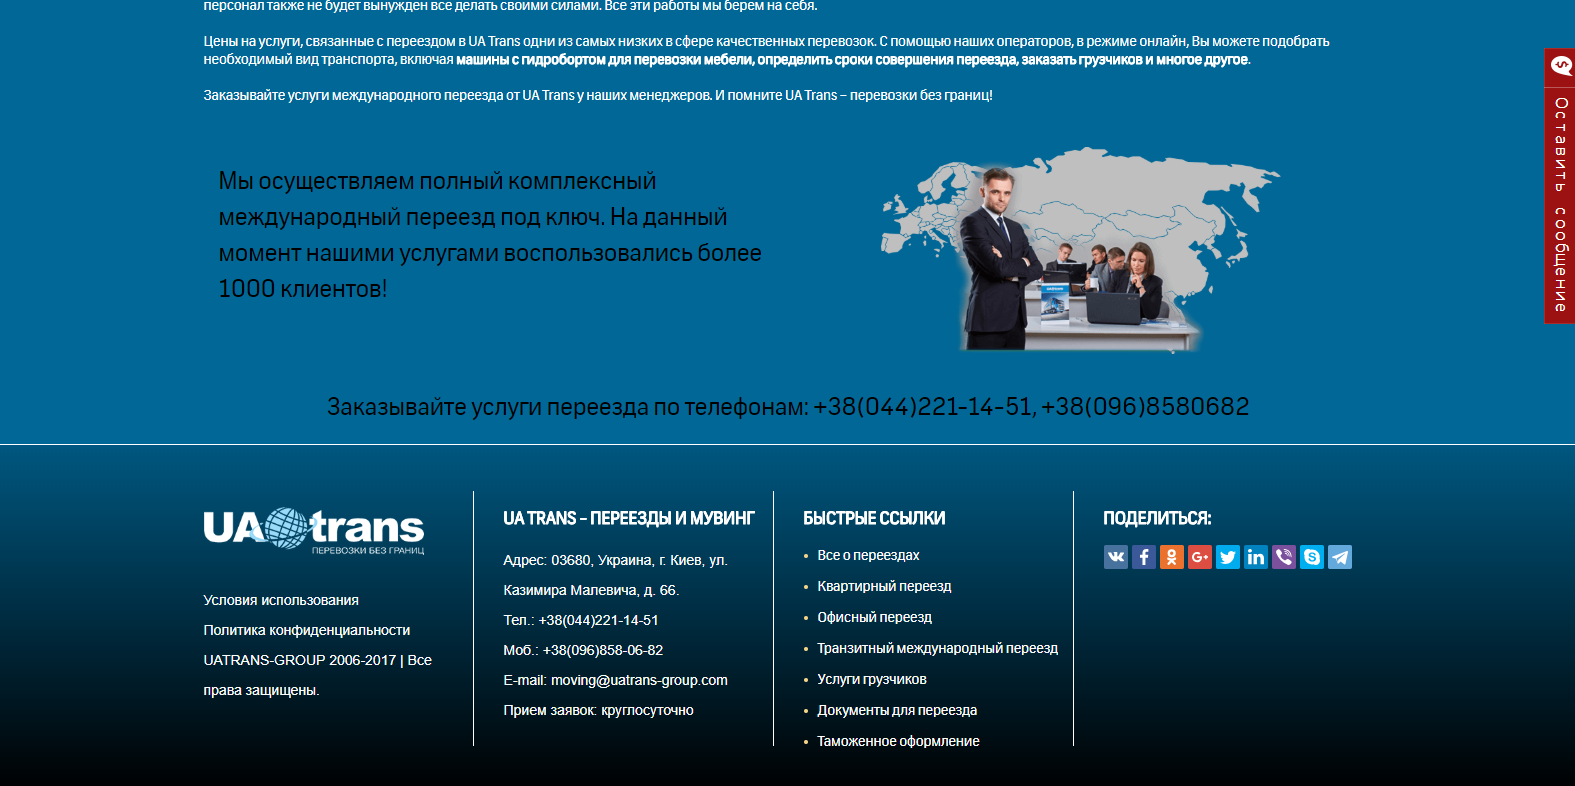 персонал также не будет вынужден все делать своими силами. Все эти работы мы берем на себя.
Цены на услуги, связанные с переездом в UA Trans одни из самых низких в сфере качественных перевозок. С помощью наших операторов, в режиме онлайн, Вы можете подобрать
необходимый вид транспорта, включая машины с гидробортом для перевозки мебели, определить сроки совершения переезда, заказать грузчиков и многое другое.
Заказывайте услуги международного переезда от UA Trans у наших менеджеров. И помните UA Trans – перевозки без границ!
Оставить сообщение
Мы осуществляем полный комплексный
международный переезд под ключ. На данный
момент нашими услугами воспользовались более
1000 клиентов!
Заказывайте услуги переезда по телефонам: +38(044)221-14-51, +38(096)8580682
UA trans
ПЕРЕВОЗКИ БЕЗ ГРАНИЦ
Условия использования
Политика конфиденциальности
UATRANS-GROUP 2006-2017 | Все
права защищены.
UA TRANS – ПЕРЕЕЗДЫ И МУВИНГ
Адрес: 03680, Украина, г. Киев, ул.
Казимира Малевича, д. 66.
Тел.: +38(044)221-14-51
Моб.: +38(096)858-06-82
E-mail: moving@uatrans-group.com
Прием заявок: круглосуточно
БЫСТРЫЕ ССЫЛКИ
Все о переездах
Квартирный переезд
Офисный переезд
Транзитный международный переезд
Услуги грузчиков
Документы для переезда
Таможенное оформление
ПОДЕЛИТЬСЯ: